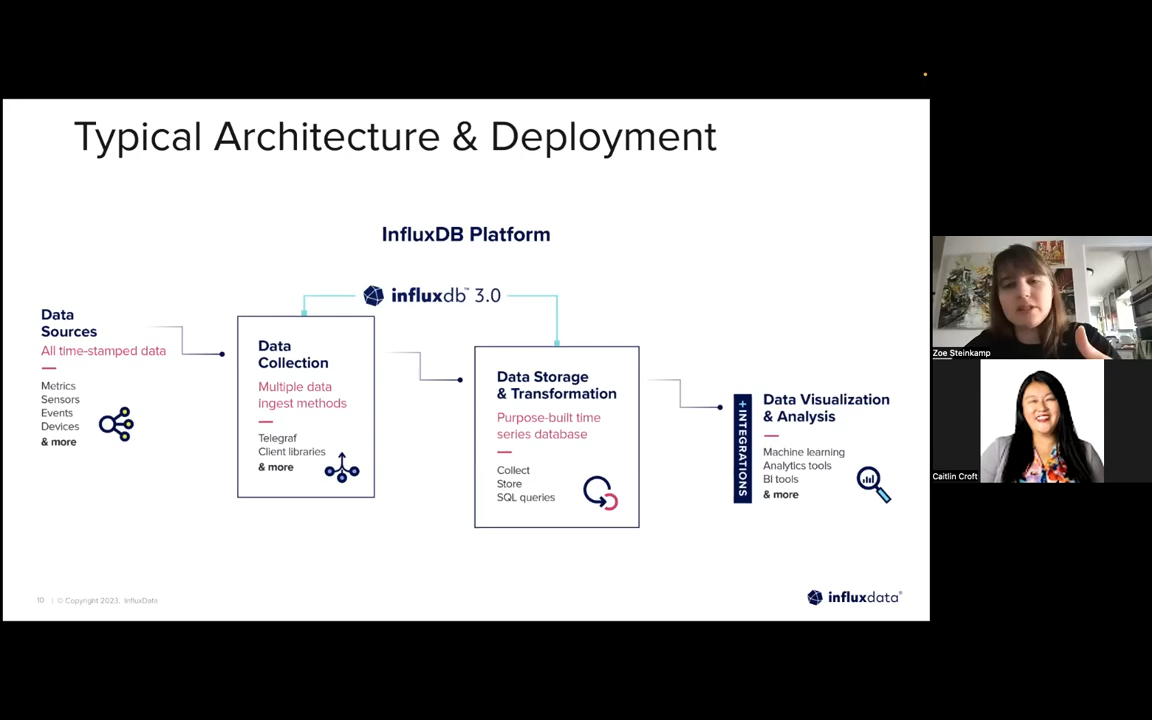 Typical Architecture & Deployment
InfluxDB Platform
influxdb™ 3.0
Data
Sources
All time-stamped data
Metrics
Sensors
Events
Devices
& more
Data
Collection
Multiple data
ingest methods
Telegraf
Client libraries
& more
Data Storage
& Transformation
Purpose-built time
series database
Collect
Store
SQL queries
+INTEGRATIONS
Data Visualization
& Analysis
Machine learning
Analytics tools
BI tools
& more
10 | © Copyright 2023, InfluxData
influxdata®
Zoe Steinkamp
Caitlin Croft